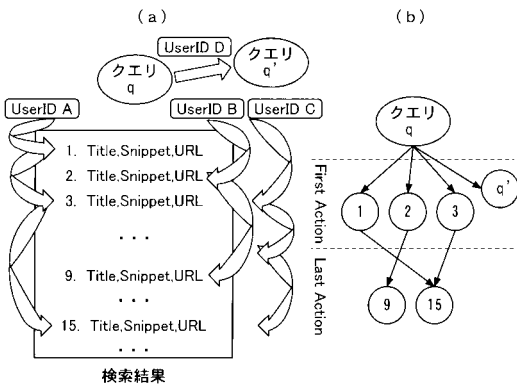 (a)
(b)
UserID D
クエリ
q
クエリ
q'
UserID A
UserID B
UserID C
1. Title,Snippet,URL
2. Title,Snippet,URL
3. Title,Snippet,URL
...
9. Title,Snippet,URL
...
15. Title,Snippet,URL
...
検索結果
クエリ
q
First Action
1
2
3
q'
Last Action
9
15